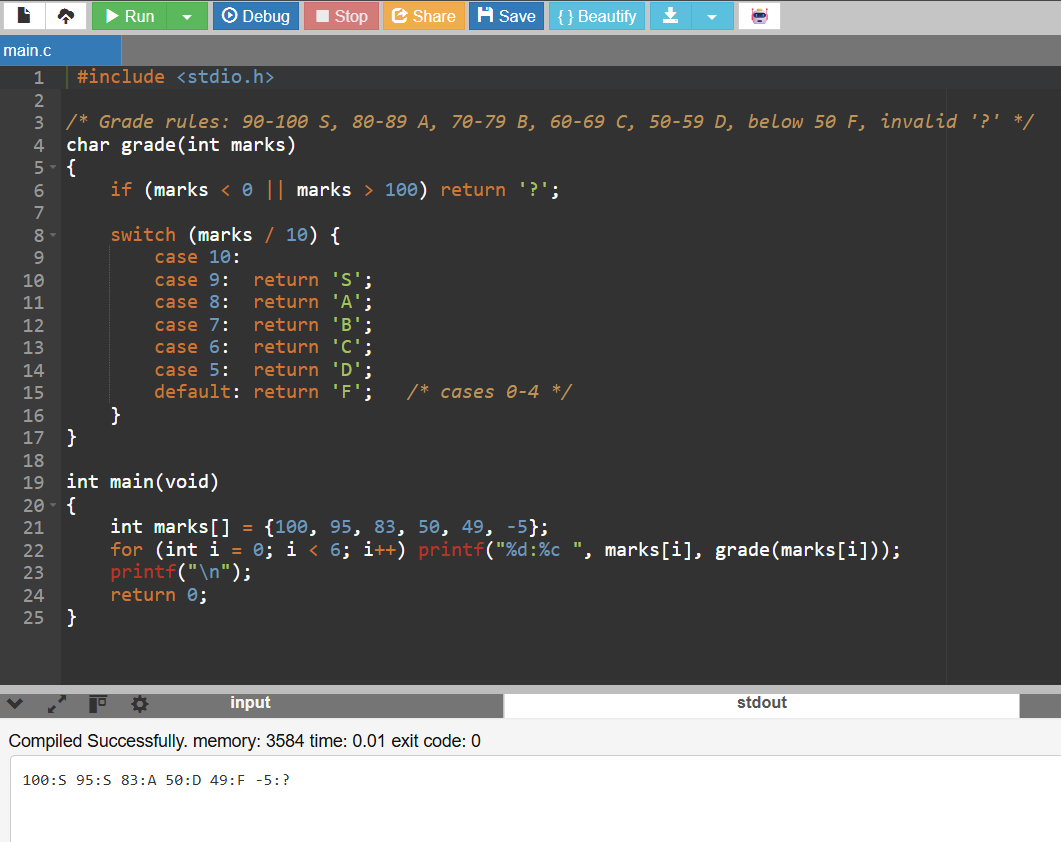 Run Debug Stop Share Save { } Beautify
main.c
1 #include <stdio.h>
2
3 /* Grade rules: 90-100 S, 80-89 A, 70-79 B, 60-69 C, 50-59 D, below 50 F, invalid '?' */
4 char grade(int marks)
5 {
6     if (marks < 0 || marks > 100) return '?';
7
8     switch (marks / 10) {
9         case 10:
10         case 9:  return 'S';
11         case 8:  return 'A';
12         case 7:  return 'B';
13         case 6:  return 'C';
14         case 5:  return 'D';
15         default: return 'F';   /* cases 0-4 */
16     }
17 }
18
19 int main(void)
20 {
21     int marks[] = {100, 95, 83, 50, 49, -5};
22     for (int i = 0; i < 6; i++) printf("%d:%c ", marks[i], grade(marks[i]));
23     printf("\n");
24     return 0;
25 }
input stdout
Compiled Successfully. memory: 3584 time: 0.01 exit code: 0
100:S 95:S 83:A 50:D 49:F -5:?